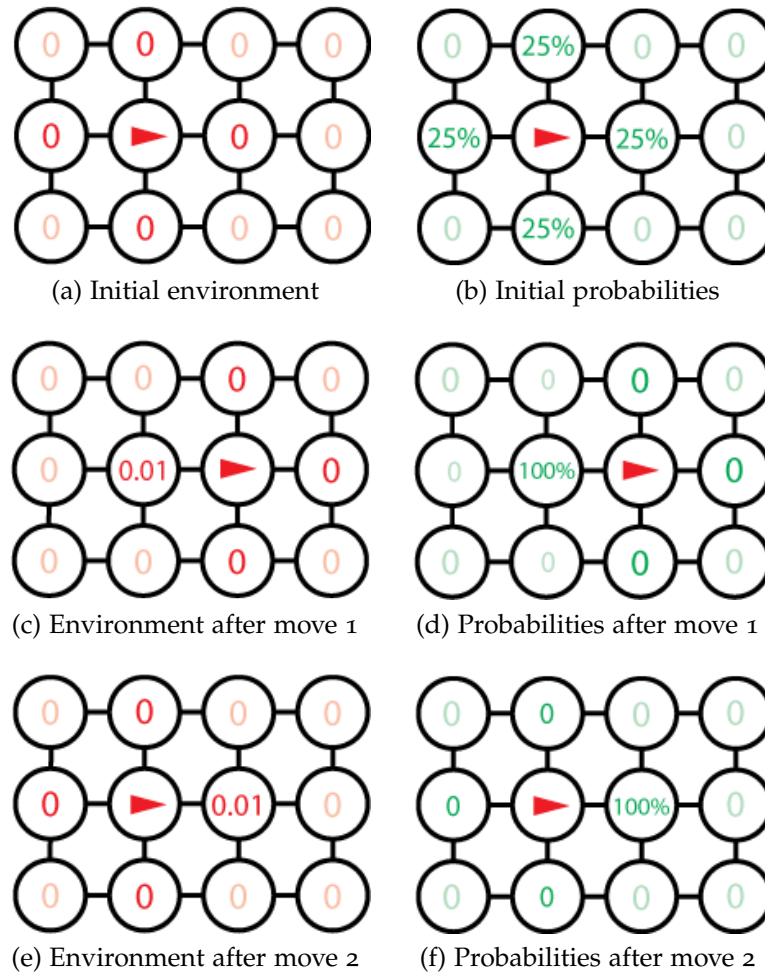 0 0 0 0 0 25% 0 0
0 0 0 25% 25% 0
0 0 0 0 0 25% 0 0
(a) Initial environment (b) Initial probabilities
0 0 0 0 0 0 0 0
0 0.01 0 0 100% 0
0 0 0 0 0 0 0 0
(c) Environment after move 1 (d) Probabilities after move 1
0 0 0 0 0 0 0 0
0 0.01 0 0 100% 0
0 0 0 0 0 0 0 0
(e) Environment after move 2 (f) Probabilities after move 2